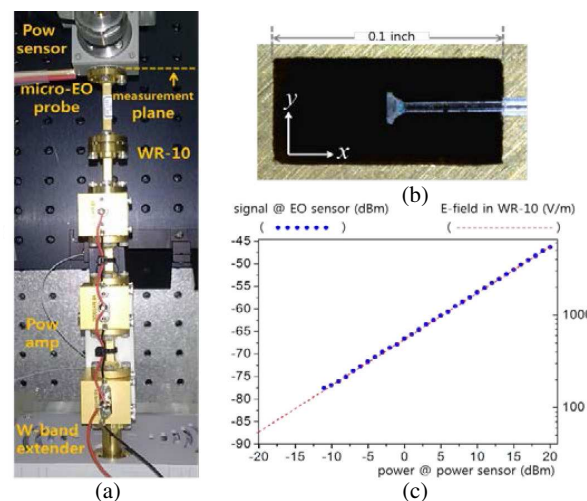 Pow sensor
micro-EO probe
measurement plane
WR-10
Pow amp
W-band extender
(a)
0.1 inch
y
x
(b)
signal @ EO sensor (dBm)
E-field in WR-10 (V/m)
( )
( )
-45
-50
-55
-60
-65
-70
-75
-80
-85
-90
1000
100
-20
-15
-10
-5
0
5
10
15
20
power @ power sensor (dBm)
(c)